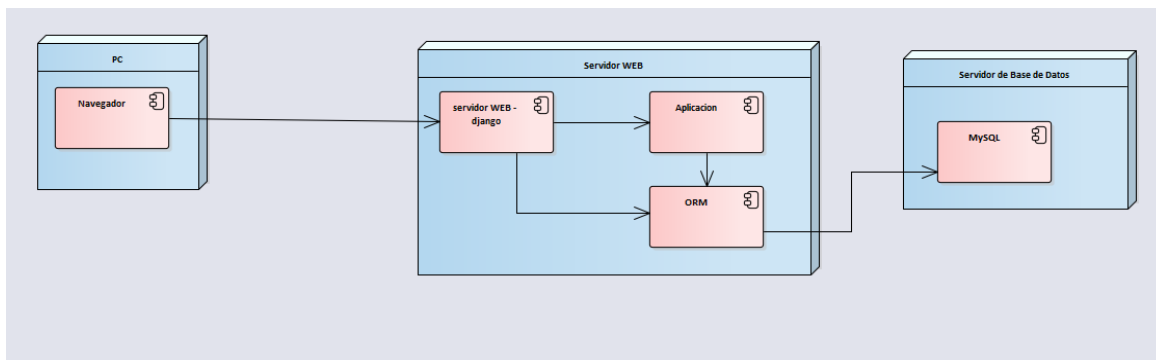 PC
Navegador
Servidor WEB
servidor WEB -
django
Aplicacion
ORM
Servidor de Base de Datos
MySQL